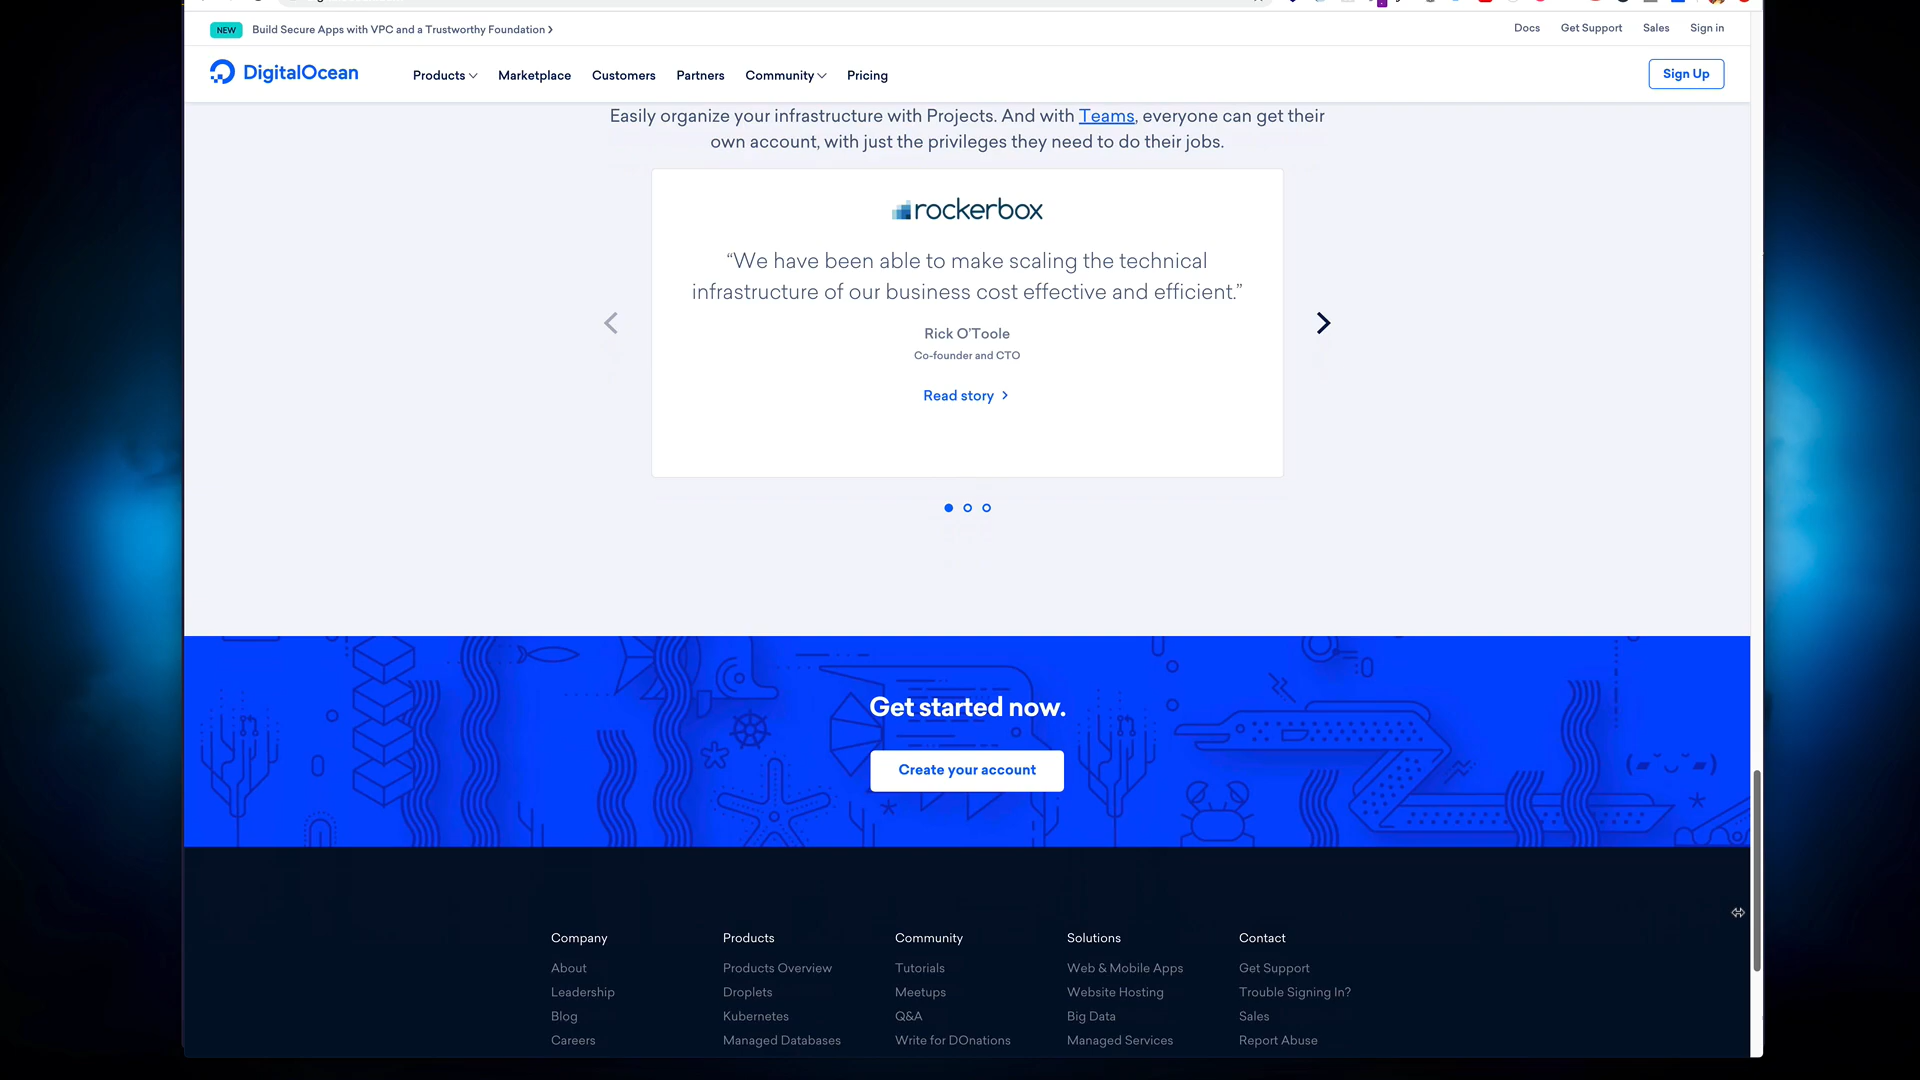 NEW Build Secure Apps with VPC and a Trustworthy Foundation
Docs Get Support Sales Sign in
DigitalOcean
Products Marketplace Customers Partners Community Pricing
Sign Up
Easily organize your infrastructure with Projects. And with Teams, everyone can get their
own account, with just the privileges they need to do their jobs.
rockerbox
“We have been able to make scaling the technical
infrastructure of our business cost effective and efficient.”
Rick O’Toole
Co-founder and CTO
Read story
Get started now.
Create your account
Company
About
Leadership
Blog
Careers
Products
Products Overview
Droplets
Kubernetes
Managed Databases
Community
Tutorials
Meetups
Q&A
Write for DOnations
Solutions
Web & Mobile Apps
Website Hosting
Big Data
Managed Services
Contact
Get Support
Trouble Signing In?
Sales
Report Abuse